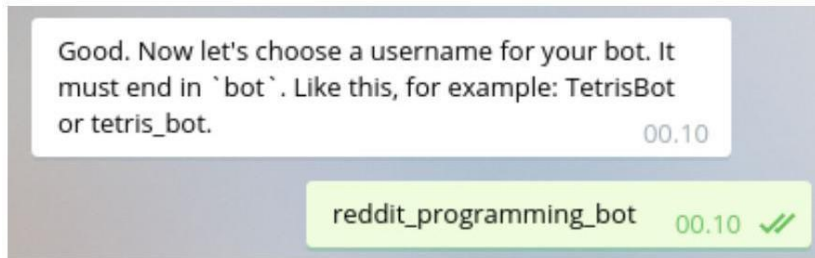 Good. Now let's choose a username for your bot. It
must end in `bot`. Like this, for example: TetrisBot
or tetris_bot.
00.10
reddit_programming_bot
00.10